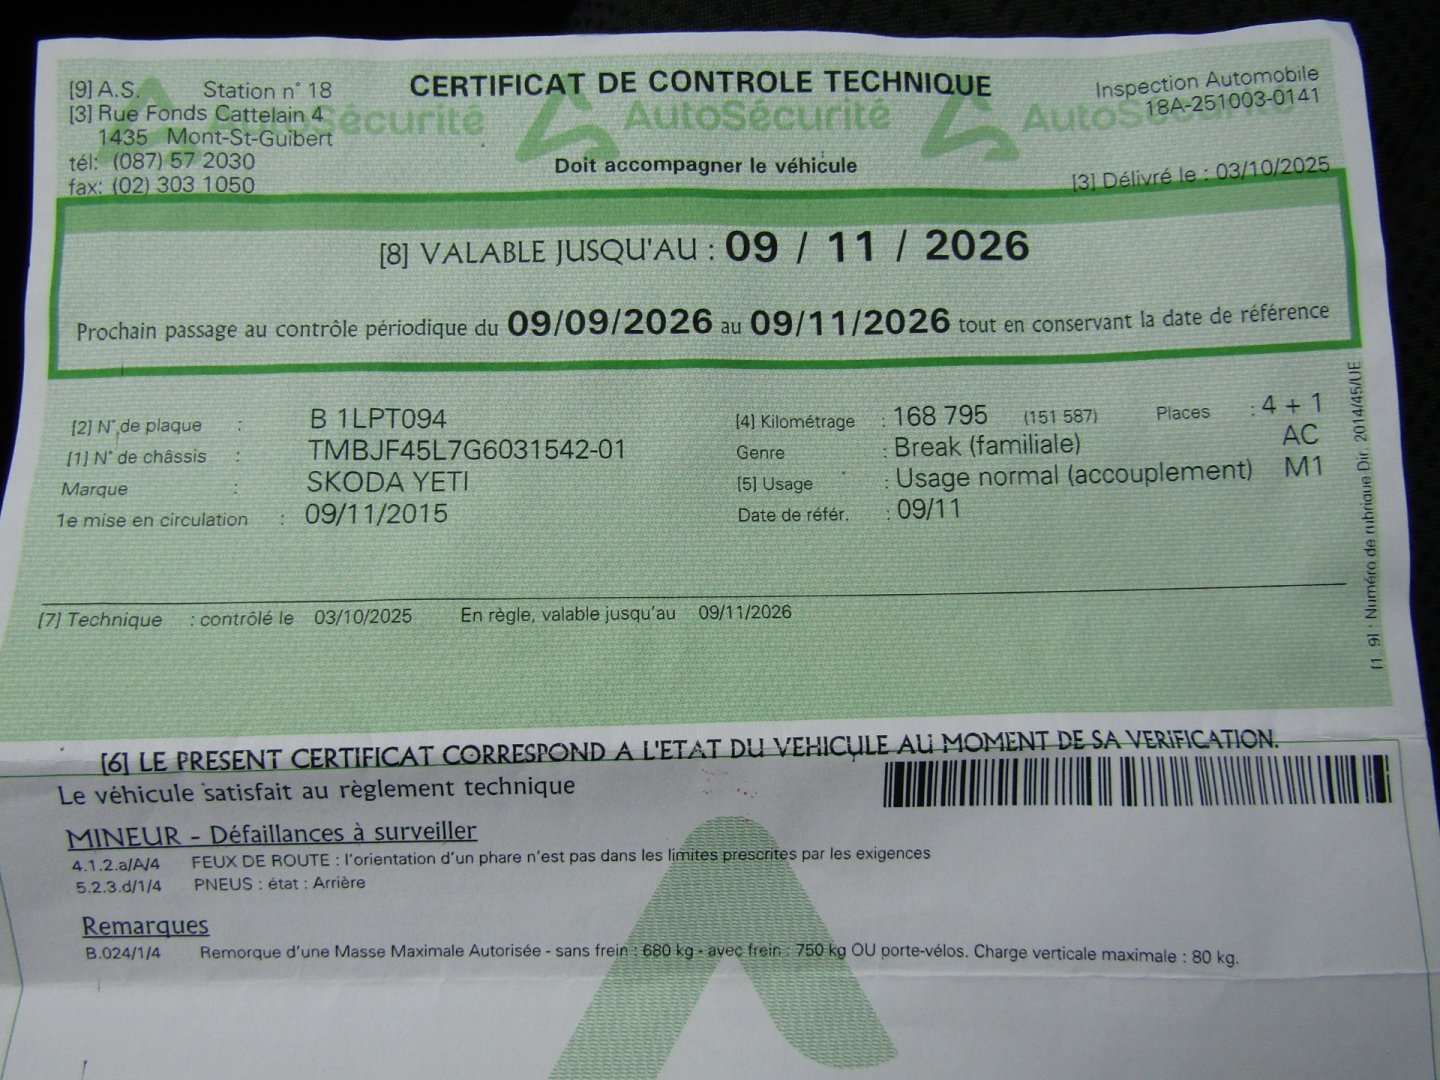 [9] A.S. Station n° 18
[3] Rue Fonds Cattelain 4
1435 Mont-St-Guibert
tél: (087) 57 2030
fax: (02) 303 1050
CERTIFICAT DE CONTROLE TECHNIQUE
AutoSécurité AutoSécurité AutoSécurité
Doit accompagner le véhicule
Inspection Automobile
18A-251003-0141
[3] Délivré le : 03/10/2025
[8] VALABLE JUSQU'AU : 09 / 11 / 2026
Prochain passage au contrôle périodique du 09/09/2026 au 09/11/2026 tout en conservant la date de référence
[2] N° de plaque : B 1LPT094
[1] N° de châssis : TMBJF45L7G6031542-01
Marque : SKODA YETI
1e mise en circulation : 09/11/2015
[4] Kilométrage : 168 795 (151 587) Places : 4 + 1
Genre : Break (familiale) AC
[5] Usage : Usage normal (accouplement) M1
Date de référ. : 09/11
[1. 9] : Numéro de rubrique Dir. 2014/45/UE
[7] Technique : contrôlé le 03/10/2025 En règle, valable jusqu'au 09/11/2026
[6] LE PRESENT CERTIFICAT CORRESPOND A L'ETAT DU VEHICULE AU MOMENT DE SA VERIFICATION.
Le véhicule satisfait au règlement technique
MINEUR - Défaillances à surveiller
4.1.2.a/A/4 FEUX DE ROUTE : l'orientation d'un phare n'est pas dans les limites prescrites par les exigences
5.2.3.d/1/4 PNEUS : état : Arrière
Remarques
B.024/1/4 Remorque d'une Masse Maximale Autorisée - sans frein : 680 kg - avec frein : 750 kg OU porte-vélos. Charge verticale maximale : 80 kg.